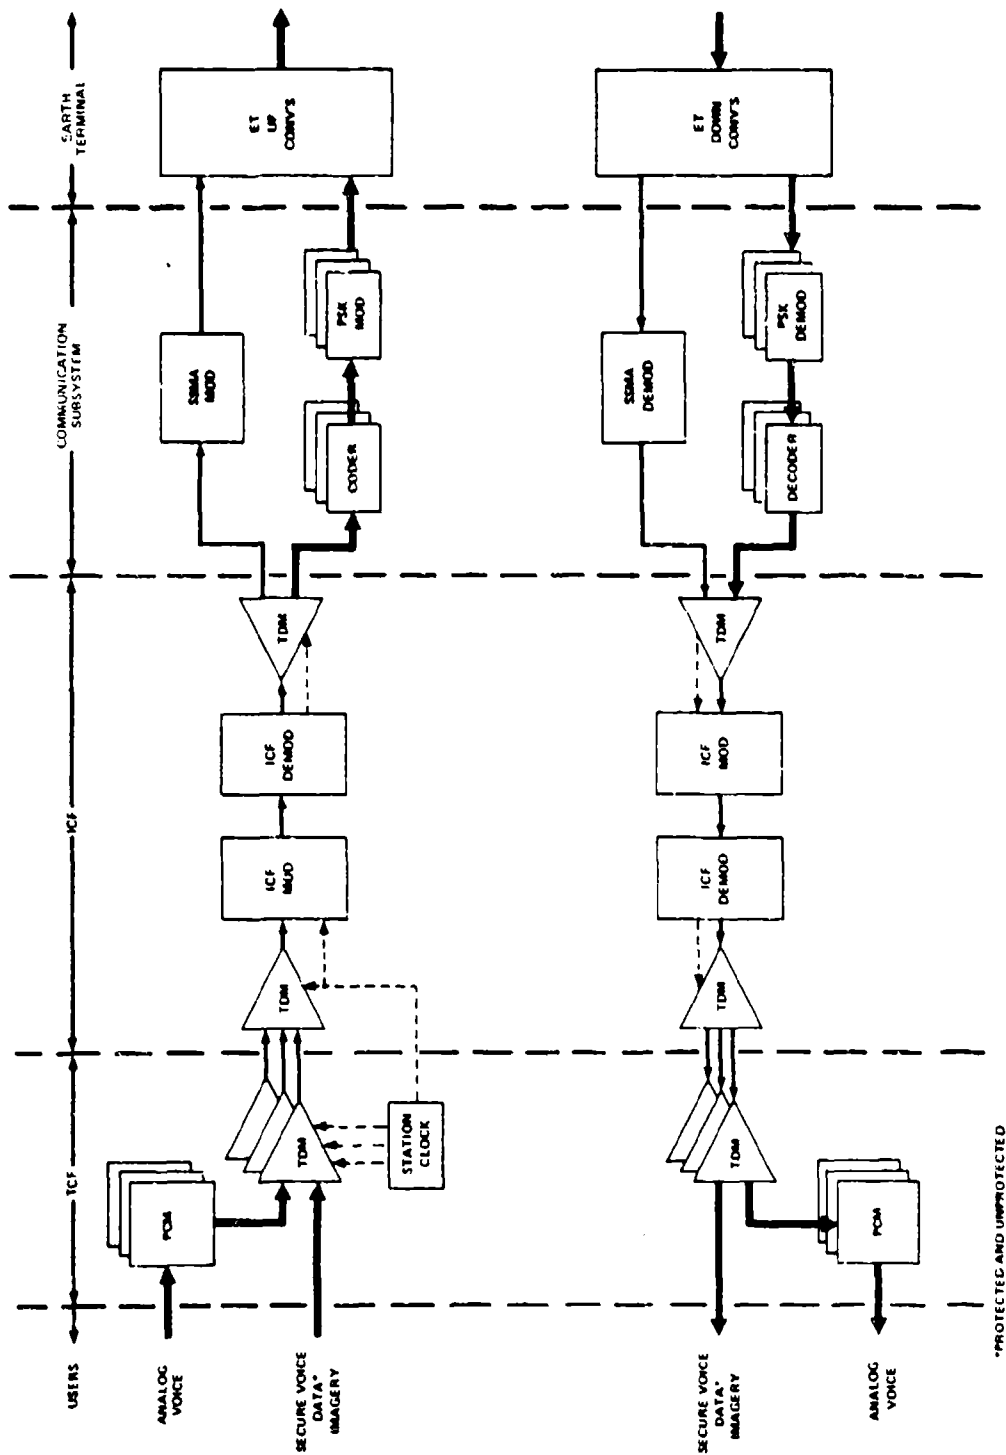 USERS
TCF
ICF
COMMUNICATION
SUBSYSTEM
EARTH
TERMINAL
ANALOG
VOICE
PCM
SECURE VOICE
DATA*
IMAGERY
TDM
STATION
CLOCK
TDM
ICF
MOD
ICF
DEMOD
TDM
SSMA
MOD
CODER
PSK
MOD
ET
UP
CONV'S
SECURE VOICE
DATA*
IMAGERY
TDM
TDM
ICF
DEMOD
ICF
MOD
TDM
SSMA
DEMOD
DECODER
PSK
DEMOD
ET
DOWN
CONV'S
ANALOG
VOICE
PCM
*PROTECTED AND UNPROTECTED